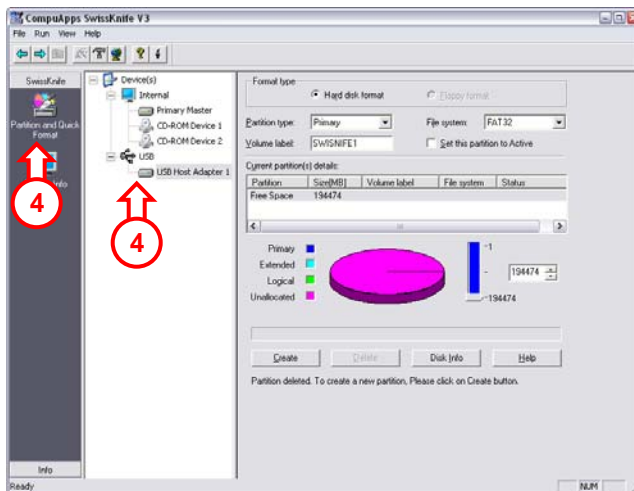 CompuApps SwissKnife V3
File Run View Help
SwissKnife
Partition and Quick
Format
Info
4
Info
Device(s)
Internal
Primary Master
CD-ROM Device 1
CD-ROM Device 2
USB
USB Host Adapter 1
4
Format type
Hard disk format
Floppy format
Partition type: Primary File system: FAT32
Volume label: SWISNIFE1 Set this partition to Active
Current partition(s) details:
Partition Size[MB] Volume label File system Status
Free Space 194474
Primary
Extended
Logical
Unallocated
-1
-
-194474
194474
Create Delete Disk Info Help
Partition deleted. To create a new partition, Please click on Create button.
Ready
NUM